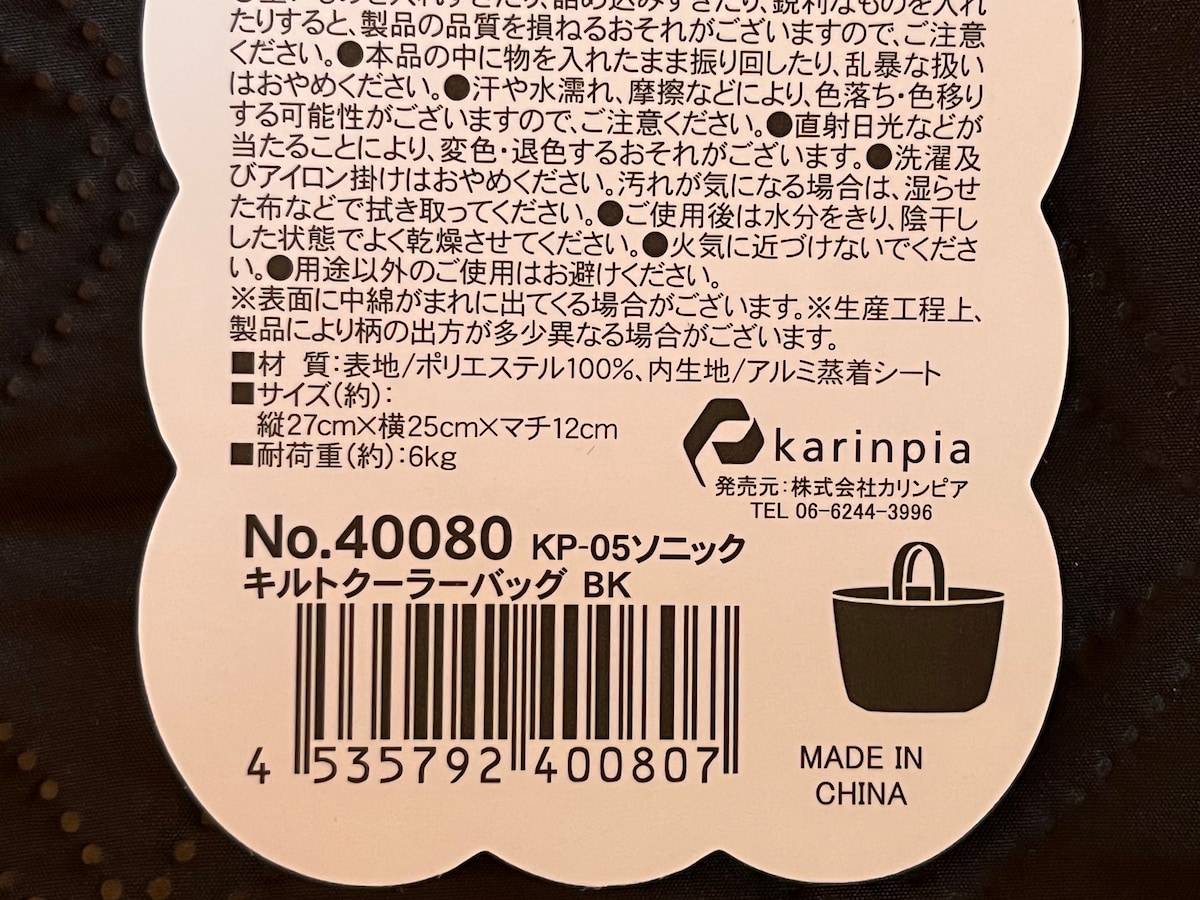 たりすると、製品の品質を損ねるおそれがございますので、ご注意
ください。●本品の中に物を入れたまま振り回したり、乱暴な扱い
はおやめください。●汗や水濡れ、摩擦などにより、色落ち・色移り
する可能性がございますので、ご注意ください。●直射日光などが
当たることにより、変色・退色するおそれがございます。●洗濯及
びアイロン掛けはおやめください。汚れが気になる場合は、湿らせ
た布などで拭き取ってください。●ご使用後は水分をきり、陰干し
した状態でよく乾燥させてください。●火気に近づけないでくださ
い。●用途以外のご使用はお避けください。
※表面に中綿がまれに出てくる場合がございます。※生産工程上、
製品により柄の出方が多少異なる場合がございます。
■材 質：表地/ポリエステル100%、内生地/アルミ蒸着シート
■サイズ(約)：
縦27cm×横25cm×マチ12cm
■耐荷重(約)：6kg
karinpia
発売元：株式会社カリンピア
TEL 06-6244-3996
No.40080 KP-05ソニック
キルトクーラーバッグ BK
4 535792 400807
MADE IN
CHINA